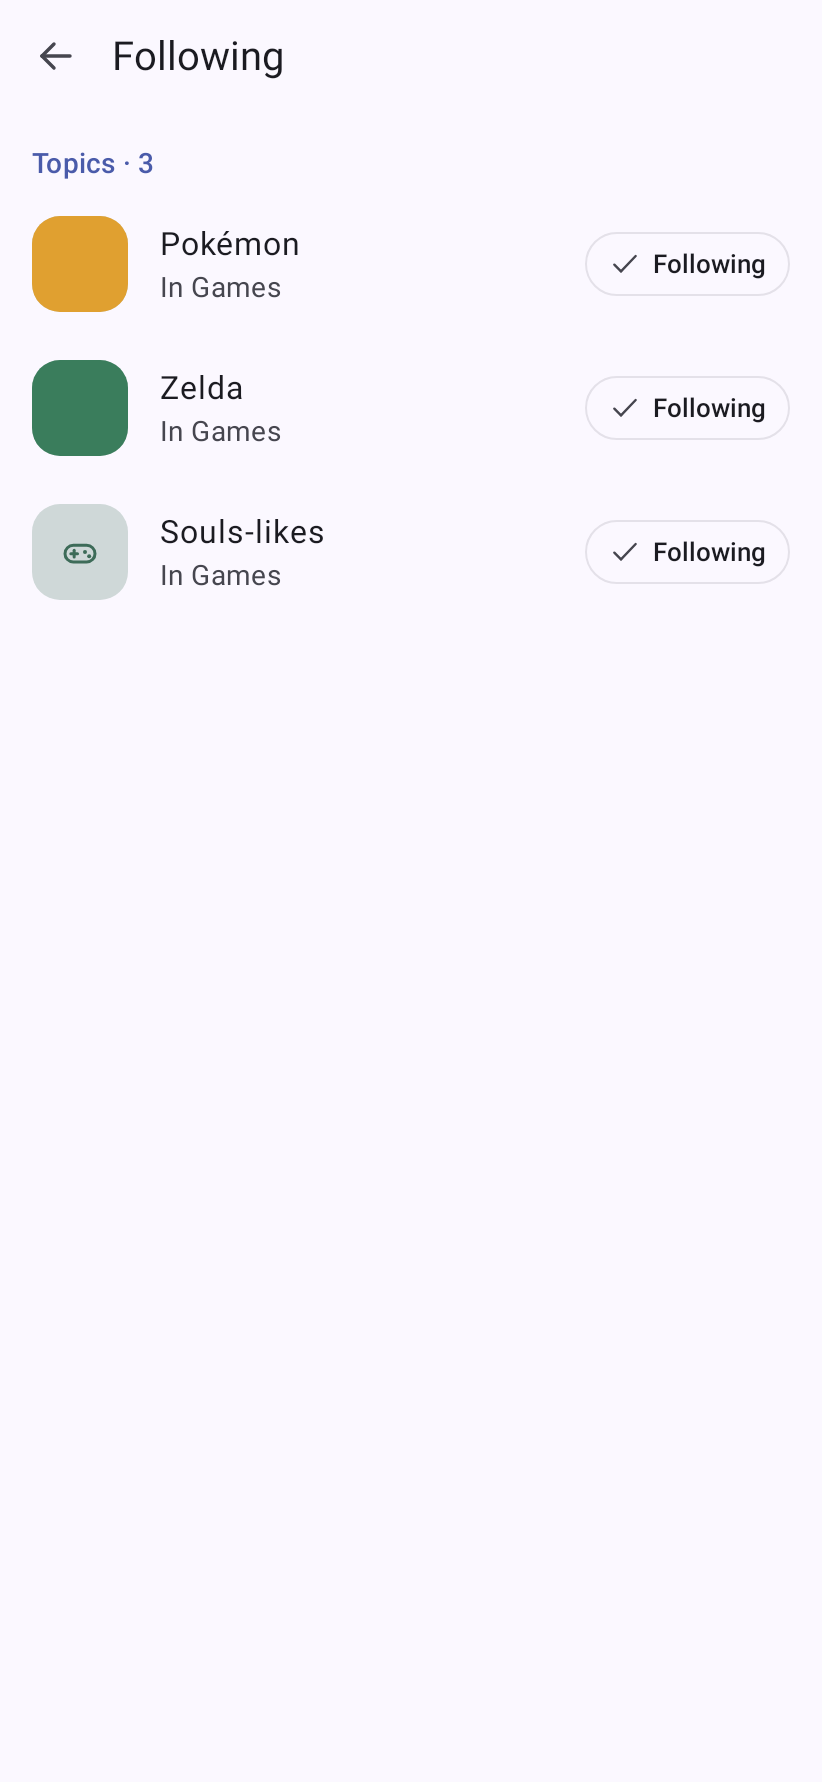 Following
Topics · 3
Pokémon
In Games
Following
Zelda
In Games
Following
Souls-likes
In Games
Following